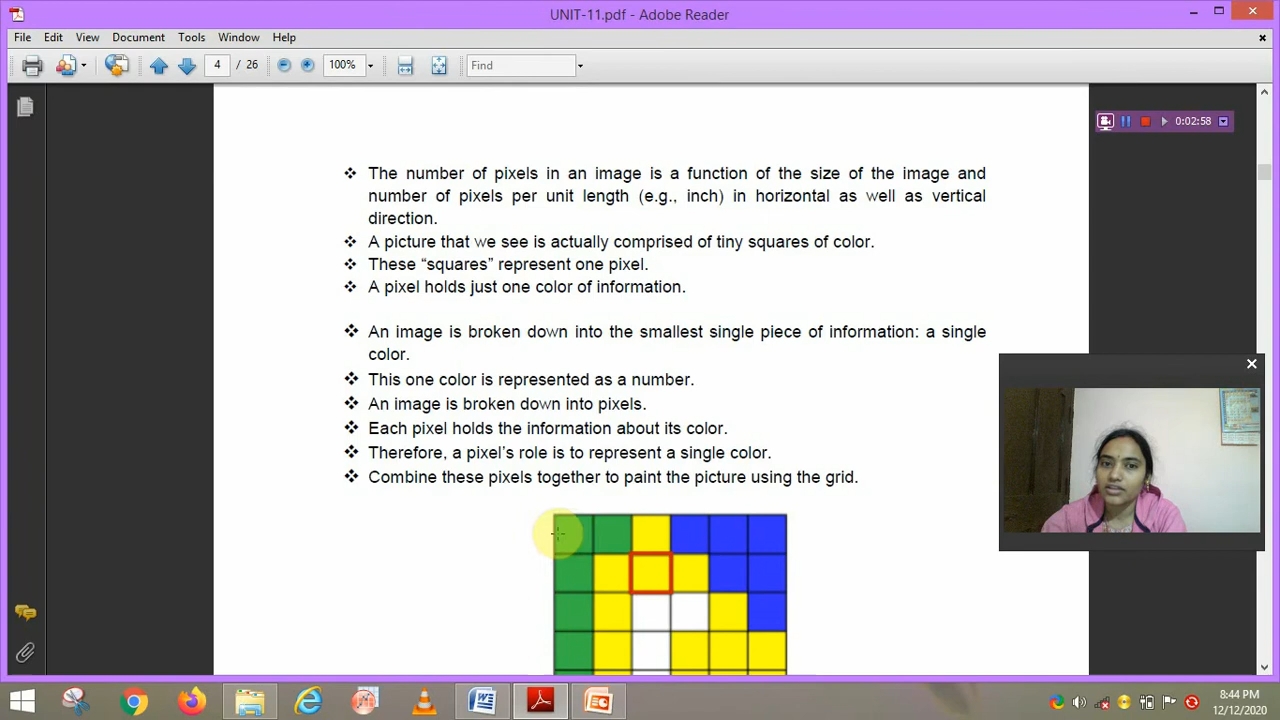 UNIT-11.pdf - Adobe Reader
File Edit View Document Tools Window Help
4 / 26 100% Find
0:02:58
❖ The number of pixels in an image is a function of the size of the image and
number of pixels per unit length (e.g., inch) in horizontal as well as vertical
direction.
❖ A picture that we see is actually comprised of tiny squares of color.
❖ These “squares” represent one pixel.
❖ A pixel holds just one color of information.
❖ An image is broken down into the smallest single piece of information: a single
color.
❖ This one color is represented as a number.
❖ An image is broken down into pixels.
❖ Each pixel holds the information about its color.
❖ Therefore, a pixel’s role is to represent a single color.
❖ Combine these pixels together to paint the picture using the grid.
8:44 PM
12/12/2020